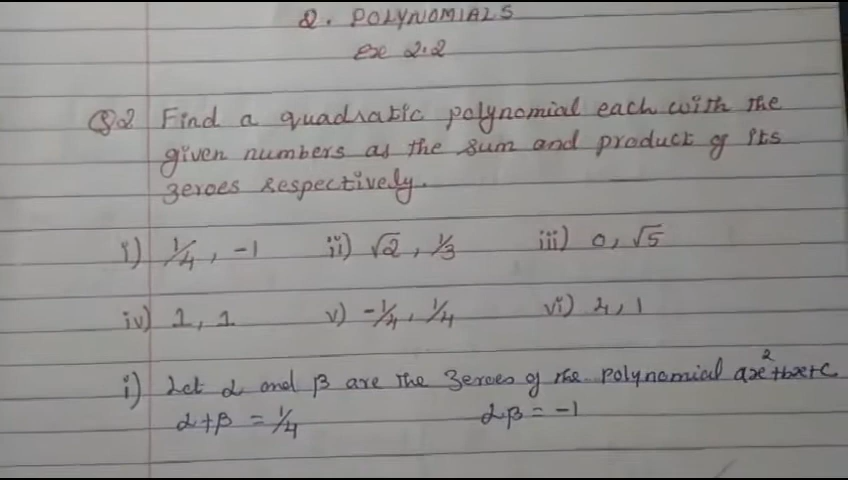 2. POLYNOMIALS
ex 2.2
Q2 Find a quadratic polynomial each with the
given numbers as the sum and product of its
zeroes respectively.
i) 1/4, -1 ii) √2, 1/3 iii) 0, √5
iv) 1, 1 v) -1/4, 1/4 vi) 4, 1
i) Let α and β are the zeroes of the polynomial ax²+bx+c
α+β = 1/4 αβ = -1